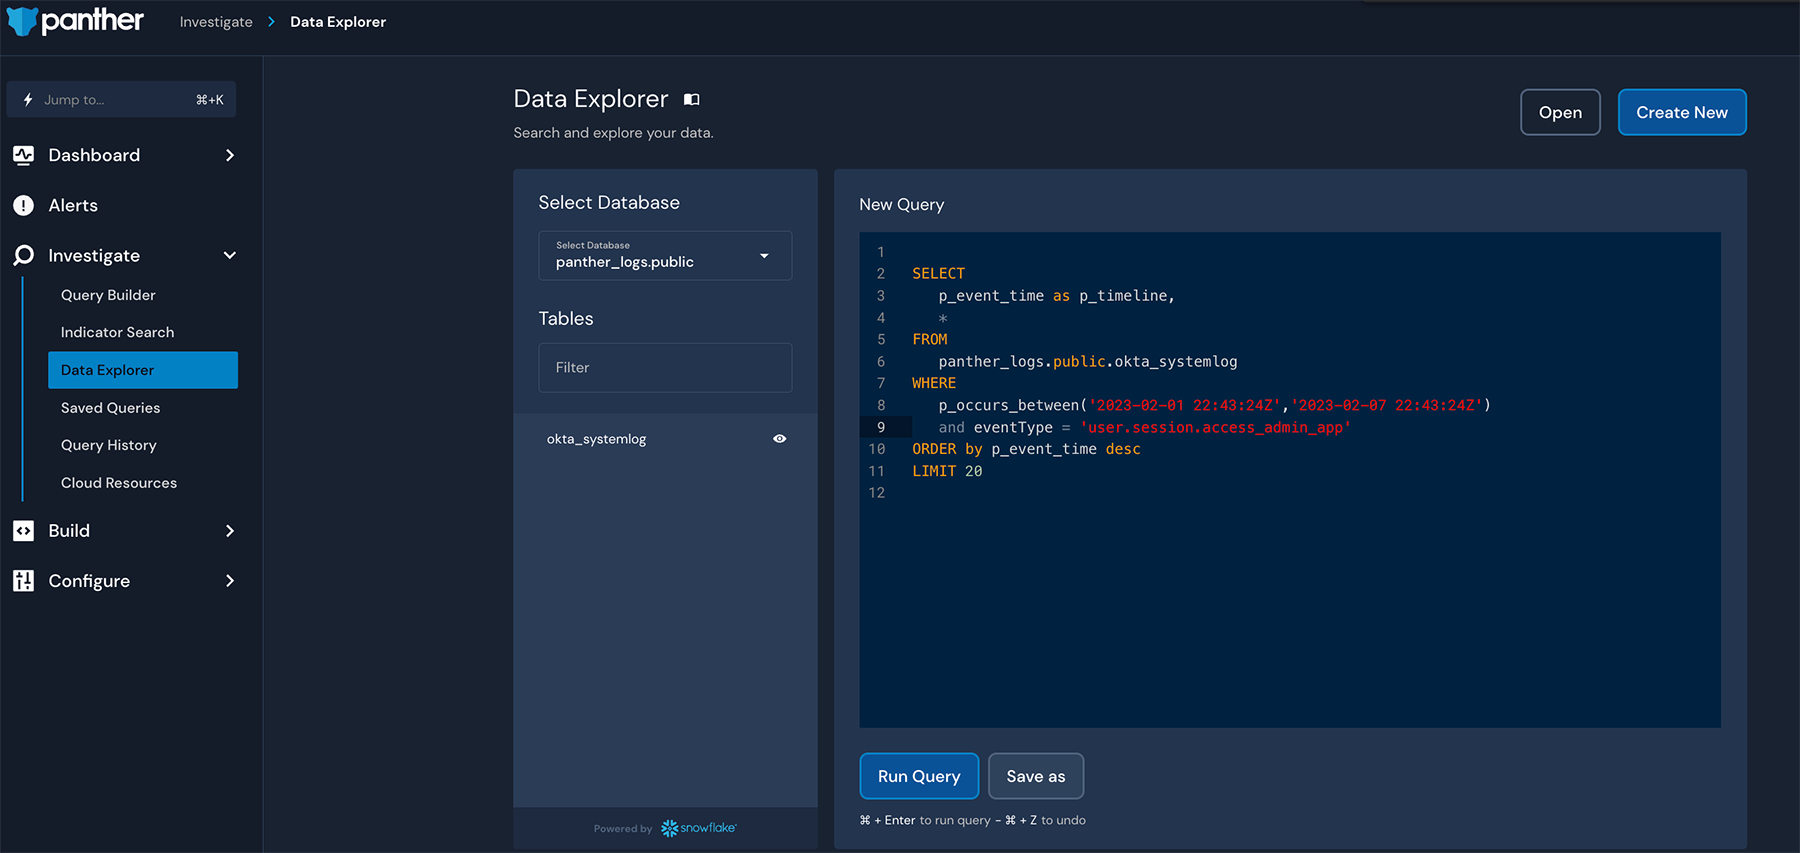 panther
Investigate > Data Explorer
Jump to... ⌘+K
Dashboard
Alerts
Investigate
Query Builder
Indicator Search
Data Explorer
Saved Queries
Query History
Cloud Resources
Build
Configure
Data Explorer
Search and explore your data.
Open
Create New
Select Database
Select Database
panther_logs.public
Tables
Filter
okta_systemlog
Powered by snowflake
New Query
1
2 SELECT
3 p_event_time as p_timeline,
4 *
5 FROM
6 panther_logs.public.okta_systemlog
7 WHERE
8 p_occurs_between('2023-02-01 22:43:24Z','2023-02-07 22:43:24Z')
9 and eventType = 'user.session.access_admin_app'
10 ORDER by p_event_time desc
11 LIMIT 20
12
Run Query
Save as
⌘ + Enter to run query - ⌘ + Z to undo